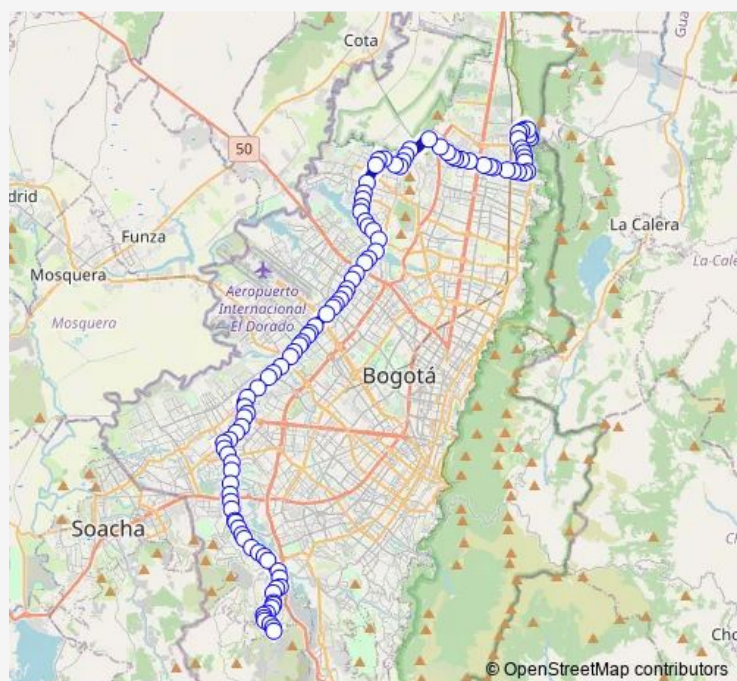 Cota
Gua
50
drid
Funza
La Calera
Mosquera
Aeropuerto
Internacional
El Dorado
La-Cale
Mosquera
Bogotá
Soacha
Cho
© OpenStreetMap contributors